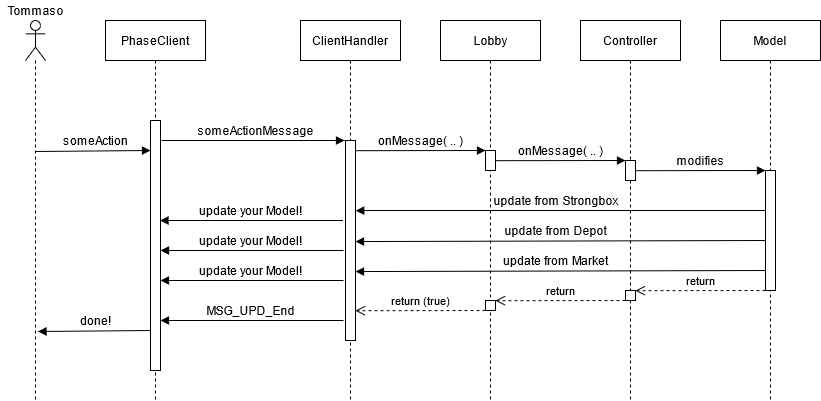 Tommaso
PhaseClient
ClientHandler
Lobby
Controller
Model
someAction
someActionMessage
onMessage( .. )
onMessage( .. )
modifies
update from Strongbox
update your Model!
update from Depot
update your Model!
update from Market
update your Model!
return
return
return (true)
MSG_UPD_End
done!